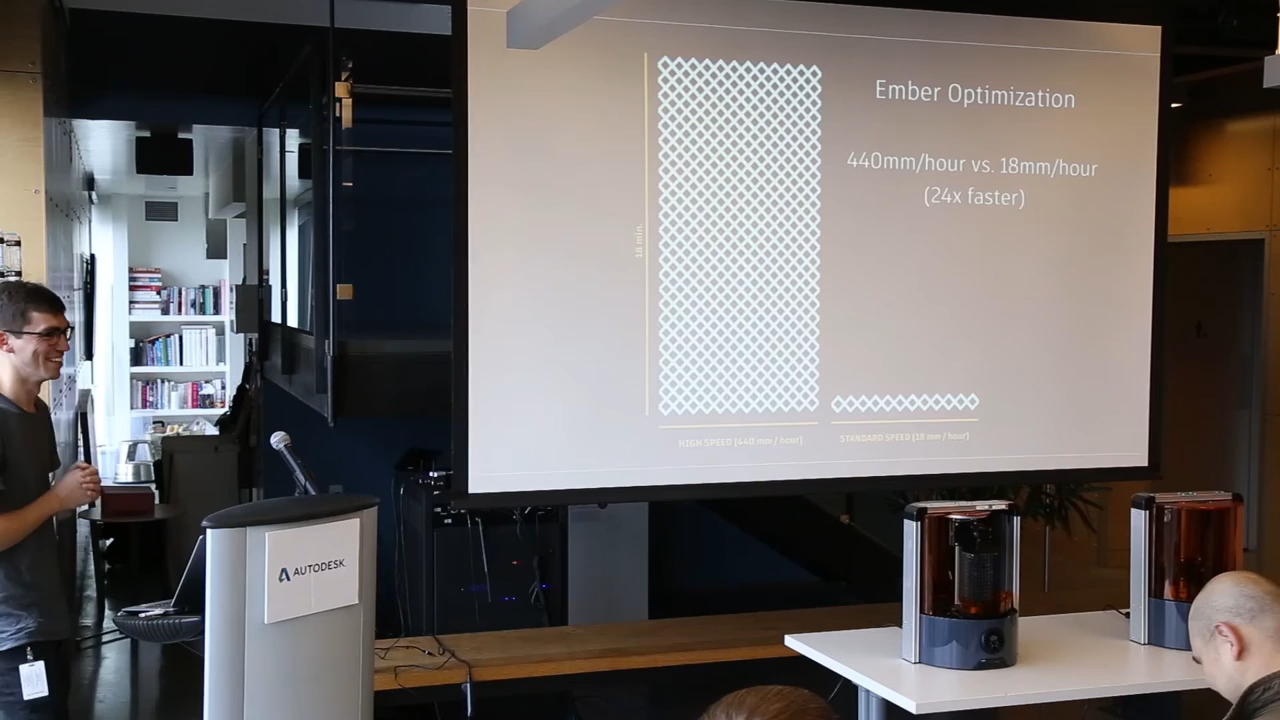 Ember Optimization
440mm/hour vs. 18mm/hour
(24x faster)
18 min.
HIGH SPEED (440 mm / hour)
STANDARD SPEED (18 mm / hour)
AUTODESK.